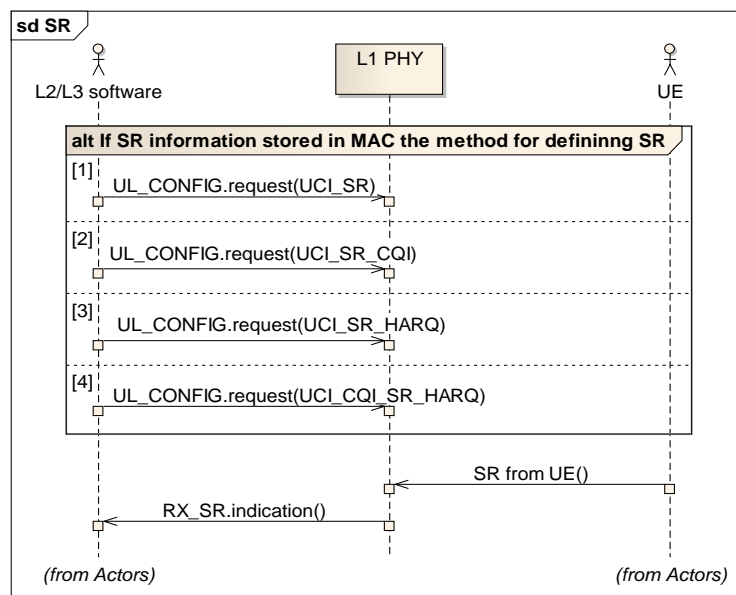 sd SR
L2/L3 software
L1 PHY
UE
alt If SR information stored in MAC the method for defininng SR
[1]
UL_CONFIG.request(UCI_SR)
[2]
UL_CONFIG.request(UCI_SR_CQI)
[3]
UL_CONFIG.request(UCI_SR_HARQ)
[4]
UL_CONFIG.request(UCI_CQI_SR_HARQ)
SR from UE()
RX_SR.indication()
(from Actors)
(from Actors)